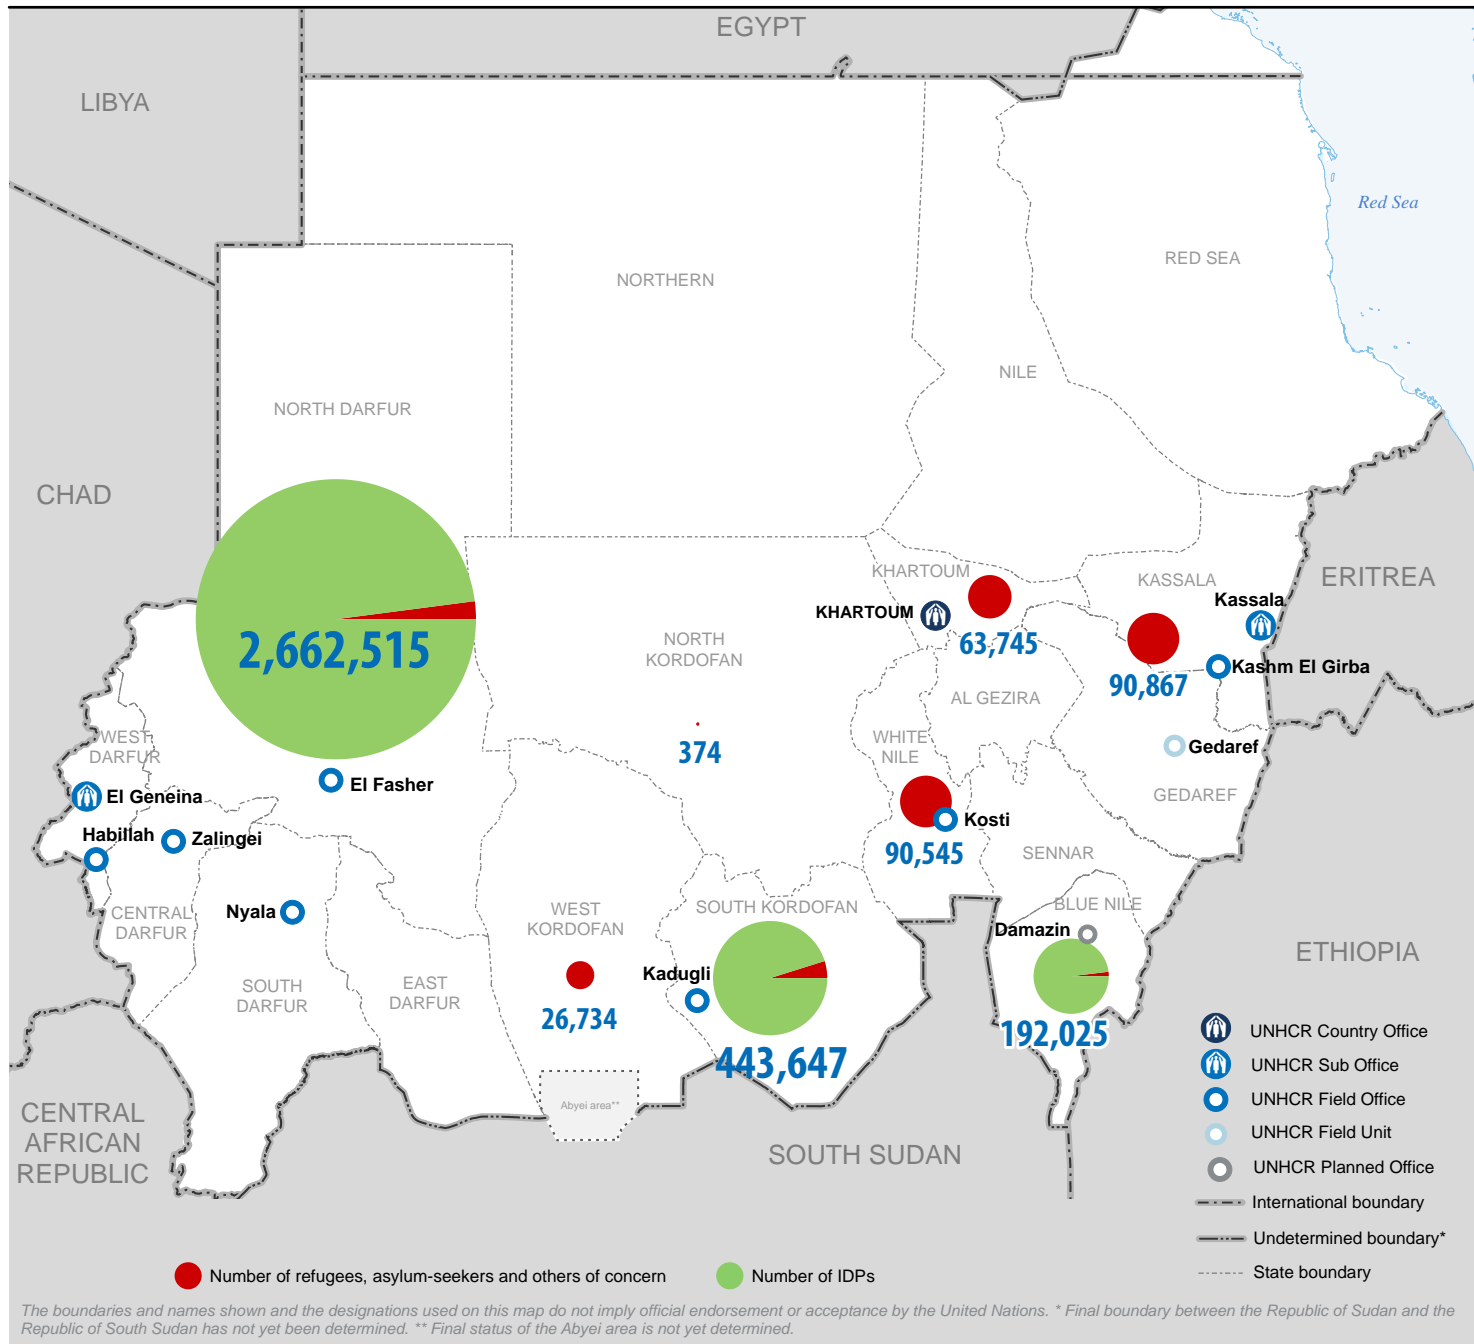 EGYPT
LIBYA
Red Sea
RED SEA
NORTHERN
NILE
NORTH DARFUR
CHAD
KHARTOUM
KASSALA
ERITREA
Kassala
KHARTOUM
63,745
2,662,515
NORTH
KORDOFAN
90,867
Kashm El Girba
AL GEZIRA
374
WHITE
NILE
Gedaref
WEST
DARFUR
El Fasher
El Geneina
GEDAREF
Habillah
Zalingei
Kosti
90,545
SENNAR
CENTRAL
DARFUR
Nyala
WEST
KORDOFAN
SOUTH KORDOFAN
BLUE NILE
Damazin
ETHIOPIA
Kadugli
SOUTH
DARFUR
EAST
DARFUR
26,734
443,647
192,025
Abyei area**
CENTRAL
AFRICAN
REPUBLIC
SOUTH SUDAN
UNHCR Country Office
UNHCR Sub Office
UNHCR Field Office
UNHCR Field Unit
UNHCR Planned Office
International boundary
Undetermined boundary*
State boundary
Number of refugees, asylum-seekers and others of concern
Number of IDPs
The boundaries and names shown and the designations used on this map do not imply official endorsement or acceptance by the United Nations. * Final boundary between the Republic of Sudan and the
Republic of South Sudan has not yet been determined. ** Final status of the Abyei area is not yet determined.